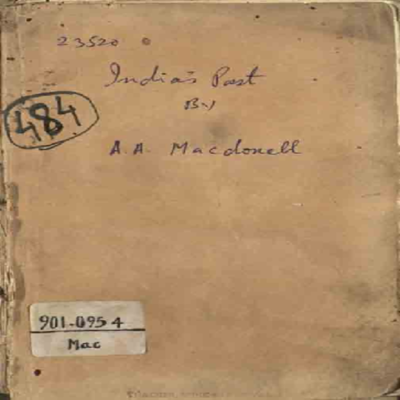 23520
India's Past
By
484
A.A. Macdonell
901.0954
Mac